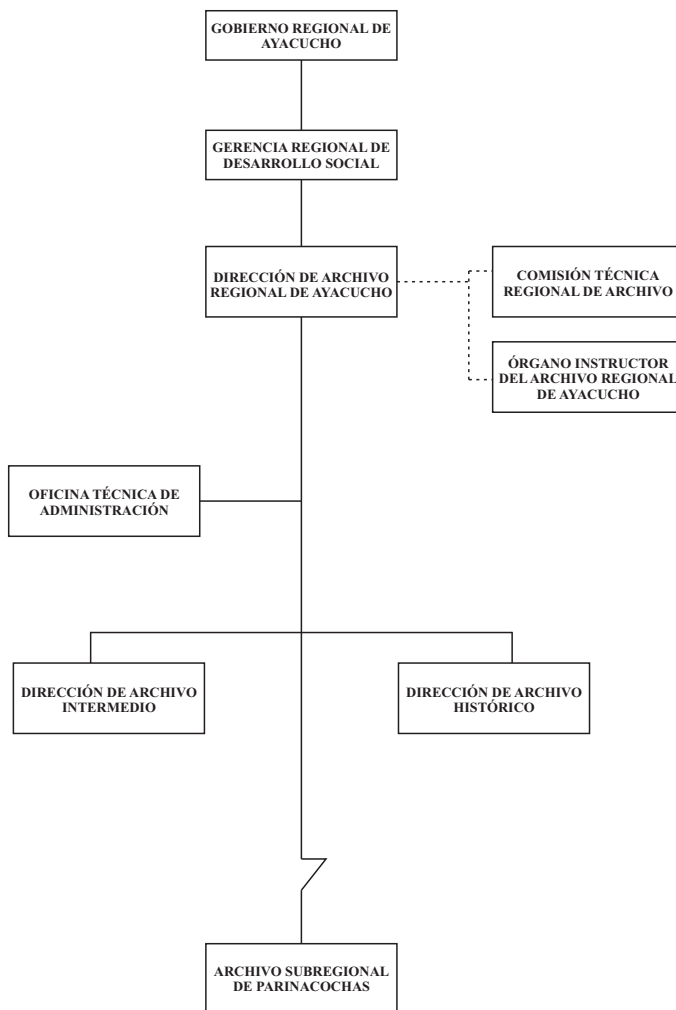 GOBIERNO REGIONAL DE
AYACUCHO
GERENCIA REGIONAL DE
DESARROLLO SOCIAL
DIRECCIÓN DE ARCHIVO
REGIONAL DE AYACUCHO
COMISIÓN TÉCNICA
REGIONAL DE ARCHIVO
ÓRGANO INSTRUCTOR
DEL ARCHIVO REGIONAL
DE AYACUCHO
OFICINA TÉCNICA DE
ADMINISTRACIÓN
DIRECCIÓN DE ARCHIVO
INTERMEDIO
DIRECCIÓN DE ARCHIVO
HISTÓRICO
ARCHIVO SUBREGIONAL
DE PARINACOCHAS